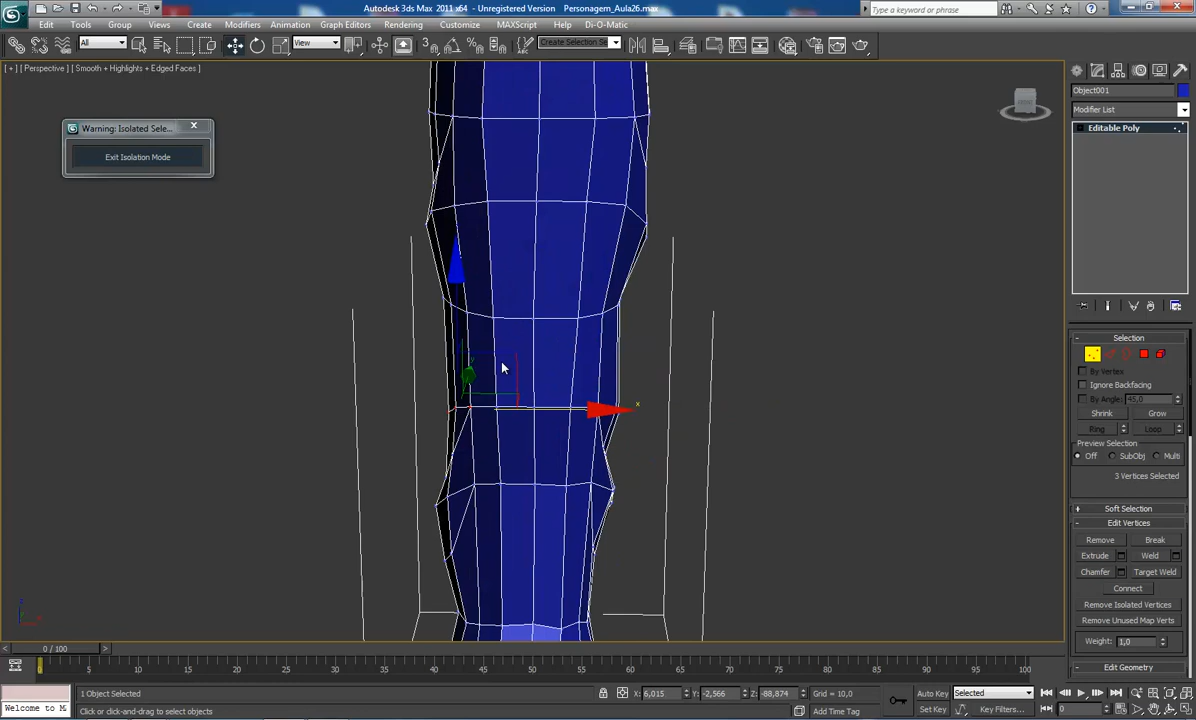 Autodesk 3ds Max 2011 x64 - Unregistered Version Personagem_Aula26.max
Type a keyword or phrase
Edit Tools Group Views Create Modifiers Animation Graph Editors Rendering Customize MAXScript Help Di-O-Matic
All View Create Selection Se
[ + ] [ Perspective ] [ Smooth + Highlights + Edged Faces ]
Warning: Isolated Sele...
Exit Isolation Mode
x
Object001
Modifier List
Editable Poly
Selection
By Vertex
Ignore Backfacing
By Angle: 45,0
Shrink Grow
Ring Loop
Preview Selection
Off SubObj Multi
3 Vertices Selected
Soft Selection
Edit Vertices
Remove Break
Extrude Weld
Chamfer Target Weld
Connect
Remove Isolated Vertices
Remove Unused Map Verts
Weight: 1,0
Edit Geometry
0 / 100
0 5 10 15 20 25 30 35 40 45 50 55 60 65 70 75 80 85 90 95 100
1 Object Selected X: 6,015 Y: -2,566 Z: -88,874 Grid = 10,0 Auto Key Selected
Welcome to M Click or click-and-drag to select objects Add Time Tag Set Key Key Filters... 0